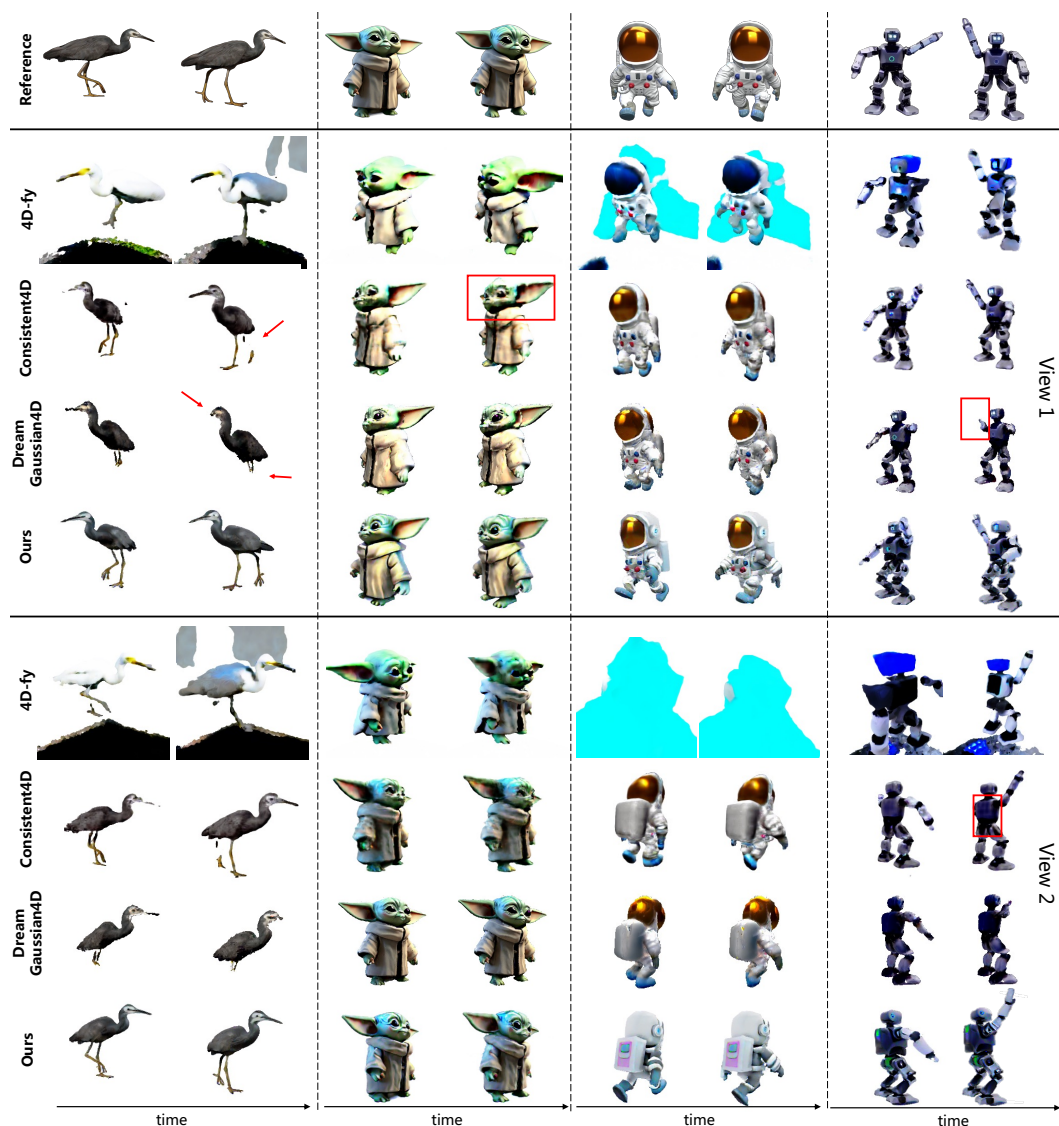 Reference
4D-fy
Consistent4D
Dream
Gaussian4D
Ours
View 1
4D-fy
Consistent4D
Dream
Gaussian4D
Ours
View 2
time
time
time
time